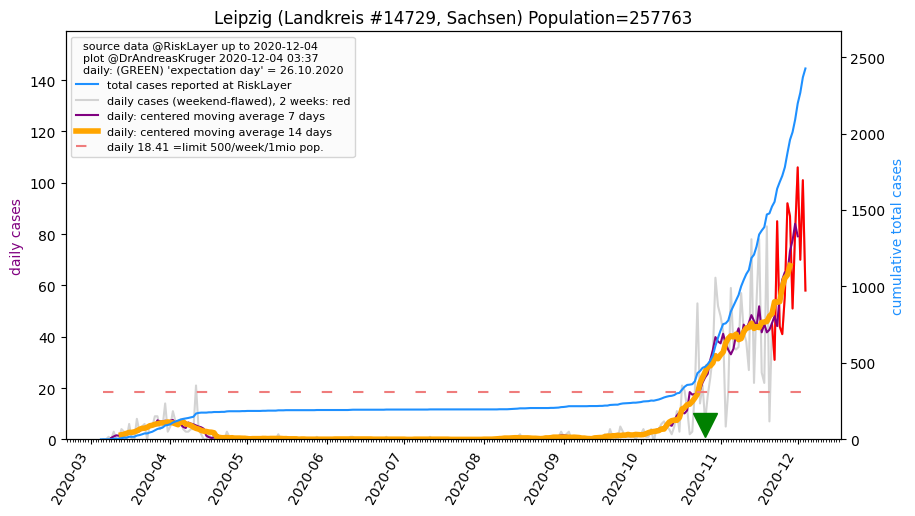 Leipzig (Landkreis #14729, Sachsen) Population=257763
source data @RiskLayer up to 2020-12-04
plot @DrAndreasKruger 2020-12-04 03:37
daily: (GREEN) 'expectation day' = 26.10.2020
total cases reported at RiskLayer
daily cases (weekend-flawed), 2 weeks: red
daily: centered moving average 7 days
daily: centered moving average 14 days
daily 18.41 =limit 500/week/1mio pop.
daily cases
140
120
100
80
60
40
20
0
2500
2000
1500
1000
500
0
cumulative total cases
2020-03
2020-04
2020-05
2020-06
2020-07
2020-08
2020-09
2020-10
2020-11
2020-12